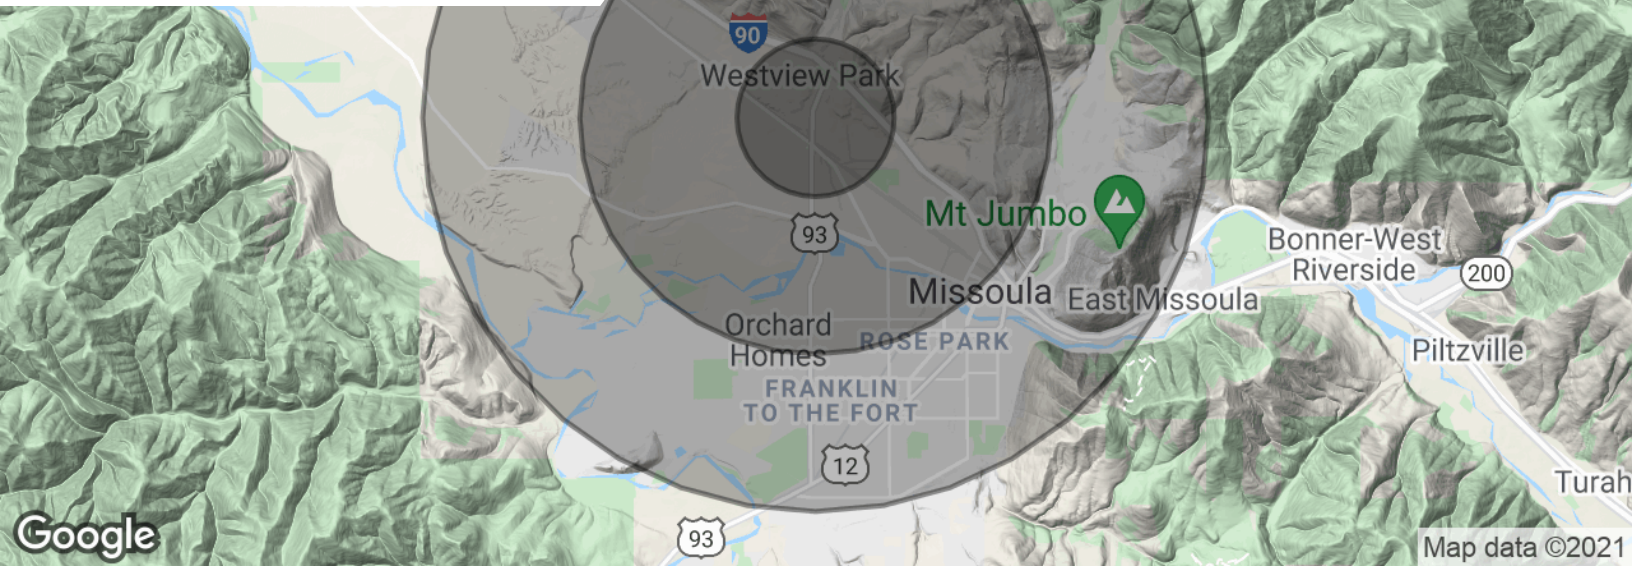 90
Westview Park
Mt Jumbo
93
Bonner-West
Riverside
200
Missoula
East Missoula
Orchard
Homes
ROSE PARK
Piltzville
FRANKLIN
TO THE FORT
12
Turah
93
Google
Map data ©2021